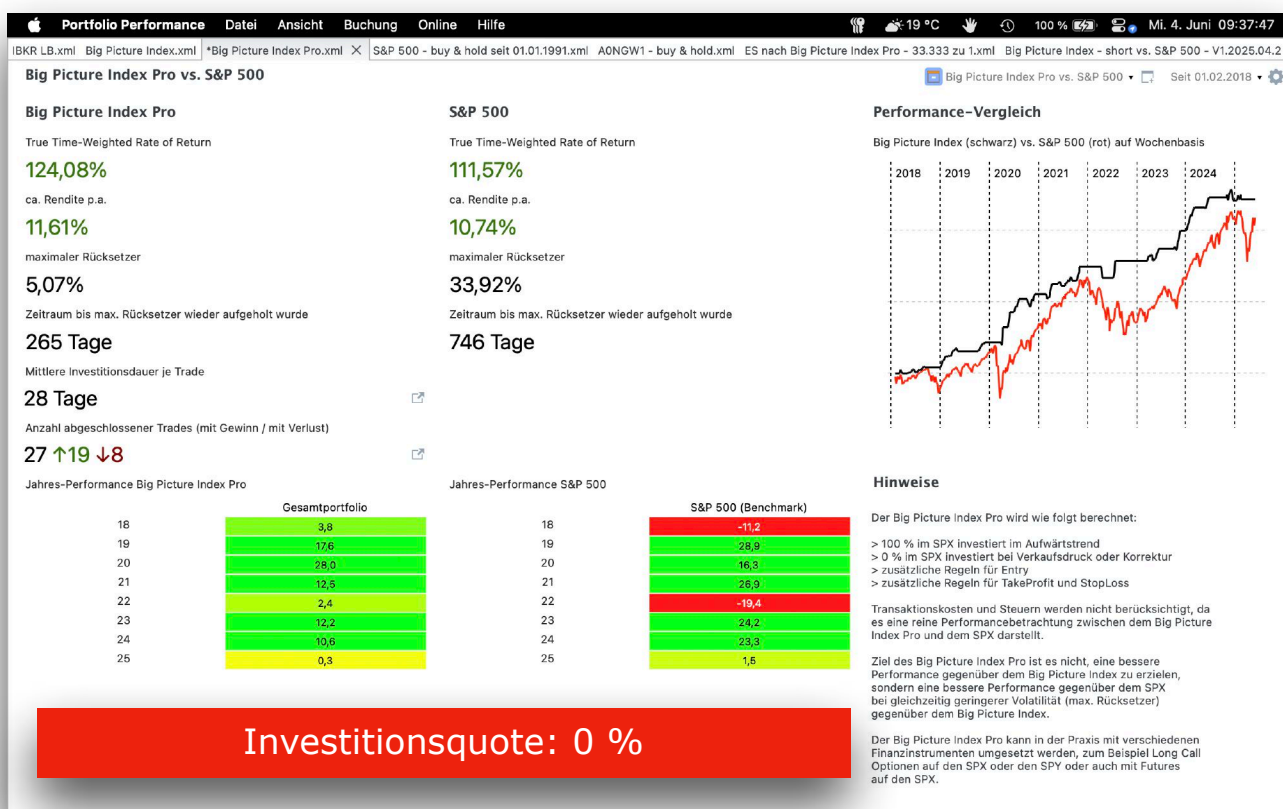 Portfolio Performance Datei Ansicht Buchung Online Hilfe 19 °C 100 % Mi. 4. Juni 09:37:47
IBKR LB.xml Big Picture Index.xml *Big Picture Index Pro.xml S&P 500 - buy & hold seit 01.01.1991.xml A0NGW1 - buy & hold.xml ES nach Big Picture Index Pro - 33.333 zu 1.xml Big Picture Index - short vs. S&P 500 - V1.2025.04.2
Big Picture Index Pro vs. S&P 500
Big Picture Index Pro vs. S&P 500 Seit 01.02.2018
Big Picture Index Pro
True Time-Weighted Rate of Return
124,08%
ca. Rendite p.a.
11,61%
maximaler Rücksetzer
5,07%
Zeitraum bis max. Rücksetzer wieder aufgeholt wurde
265 Tage
Mittlere Investitionsdauer je Trade
28 Tage
Anzahl abgeschlossener Trades (mit Gewinn / mit Verlust)
27 ↑19 ↓8
S&P 500
True Time-Weighted Rate of Return
111,57%
ca. Rendite p.a.
10,74%
maximaler Rücksetzer
33,92%
Zeitraum bis max. Rücksetzer wieder aufgeholt wurde
746 Tage
Performance-Vergleich
Big Picture Index (schwarz) vs. S&P 500 (rot) auf Wochenbasis
2018 2019 2020 2021 2022 2023 2024
Jahres-Performance Big Picture Index Pro
Gesamtportfolio
18 3,8
19 17,6
20 28,0
21 12,5
22 2,4
23 12,2
24 10,6
25 0,3
Jahres-Performance S&P 500
S&P 500 (Benchmark)
18 -11,2
19 28,9
20 16,3
21 26,9
22 -19,4
23 24,2
24 23,3
25 1,5
Hinweise
Der Big Picture Index Pro wird wie folgt berechnet:
> 100 % im SPX investiert im Aufwärtstrend
> 0 % im SPX investiert bei Verkaufsdruck oder Korrektur
> zusätzliche Regeln für Entry
> zusätzliche Regeln für TakeProfit und StopLoss
Transaktionskosten und Steuern werden nicht berücksichtigt, da
es eine reine Performancebetrachtung zwischen dem Big Picture
Index Pro und dem SPX darstellt.
Ziel des Big Picture Index Pro ist es nicht, eine bessere
Performance gegenüber dem Big Picture Index zu erzielen,
sondern eine bessere Performance gegenüber dem SPX
bei gleichzeitig geringerer Volatilität (max. Rücksetzer)
gegenüber dem Big Picture Index.
Der Big Picture Index Pro kann in der Praxis mit verschiedenen
Finanzinstrumenten umgesetzt werden, zum Beispiel Long Call
Optionen auf den SPX oder den SPY oder auch mit Futures
auf den SPX.
Investitionsquote: 0 %